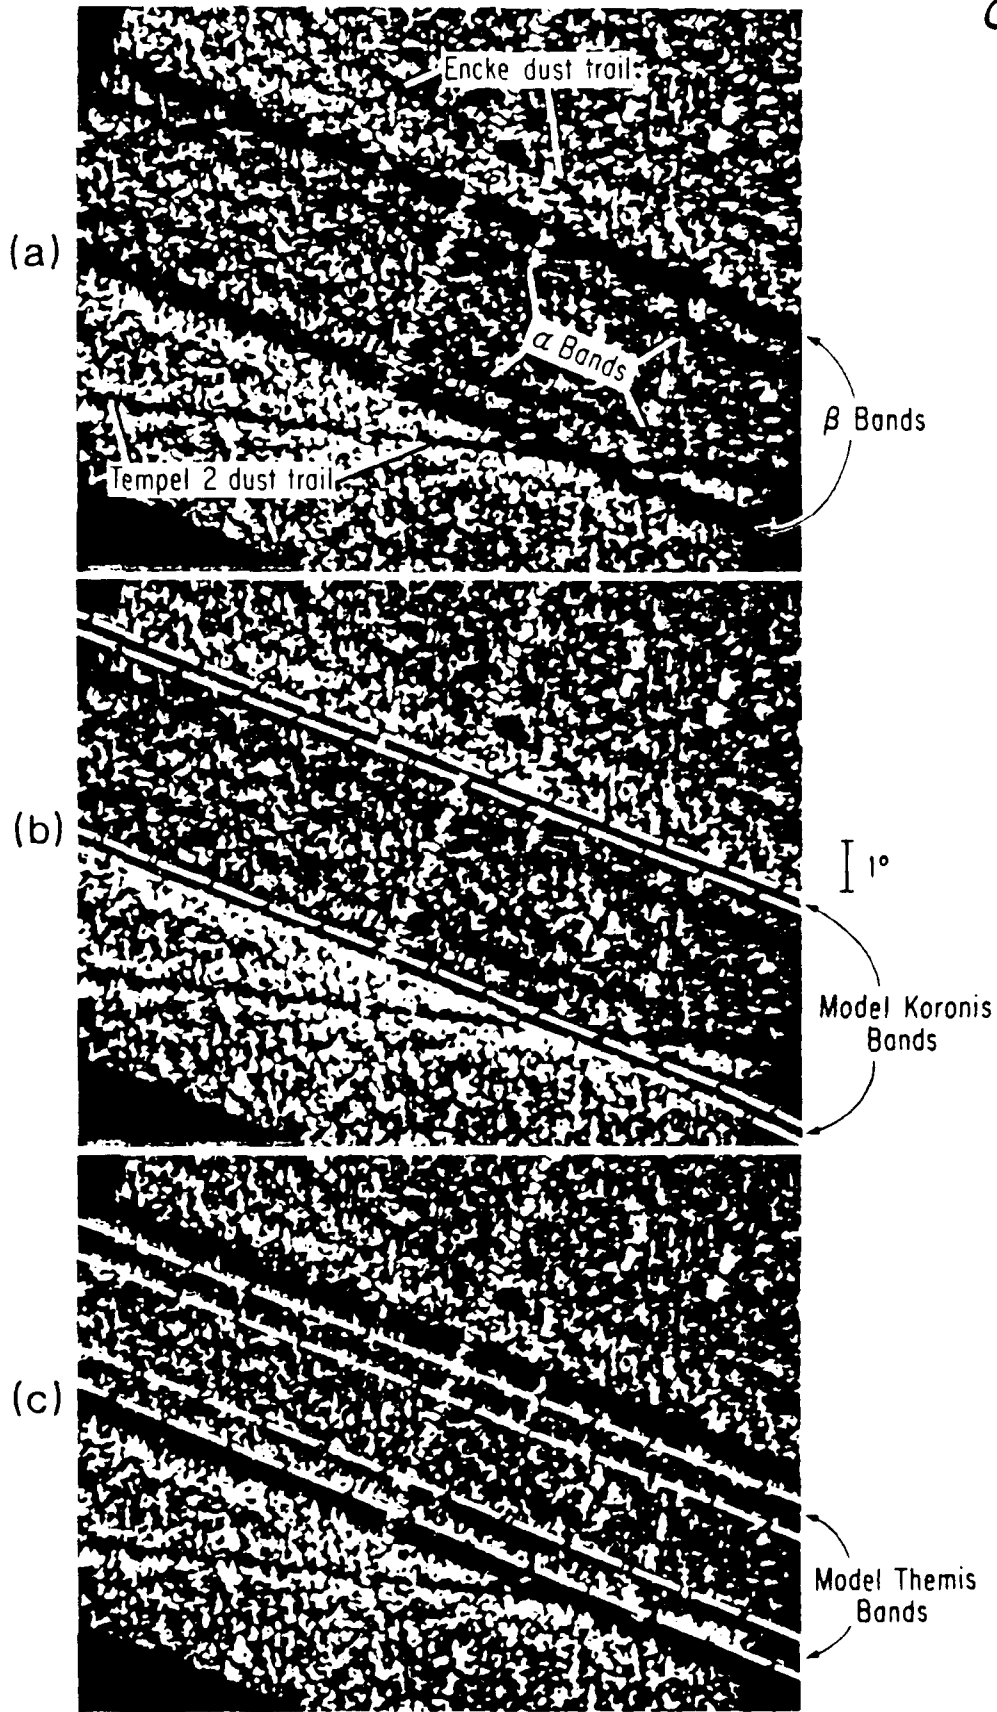 Encke dust trail
(a)
α Bands
β Bands
Tempel 2 dust trail
(b)
1°
Model Koronis
Bands
(c)
Model Themis
Bands